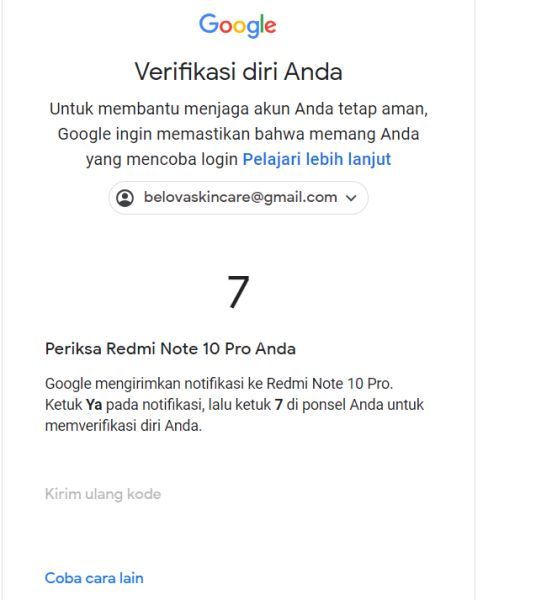 Google
Verifikasi diri Anda
Untuk membantu menjaga akun Anda tetap aman,
Google ingin memastikan bahwa memang Anda
yang mencoba login Pelajari lebih lanjut
belovaskincare@gmail.com
7
Periksa Redmi Note 10 Pro Anda
Google mengirimkan notifikasi ke Redmi Note 10 Pro.
Ketuk Ya pada notifikasi, lalu ketuk 7 di ponsel Anda untuk
memverifikasi diri Anda.
Kirim ulang kode
Coba cara lain